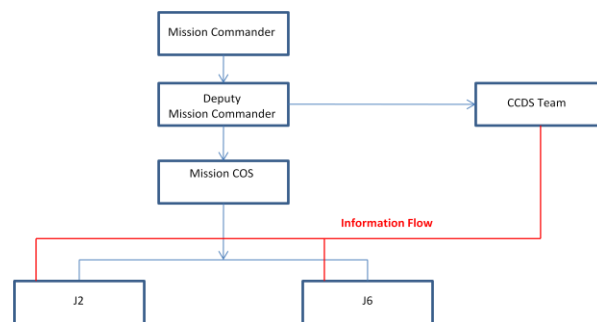 Mission Commander
Deputy
Mission Commander
CCDS Team
Mission COS
Information Flow
J2
J6